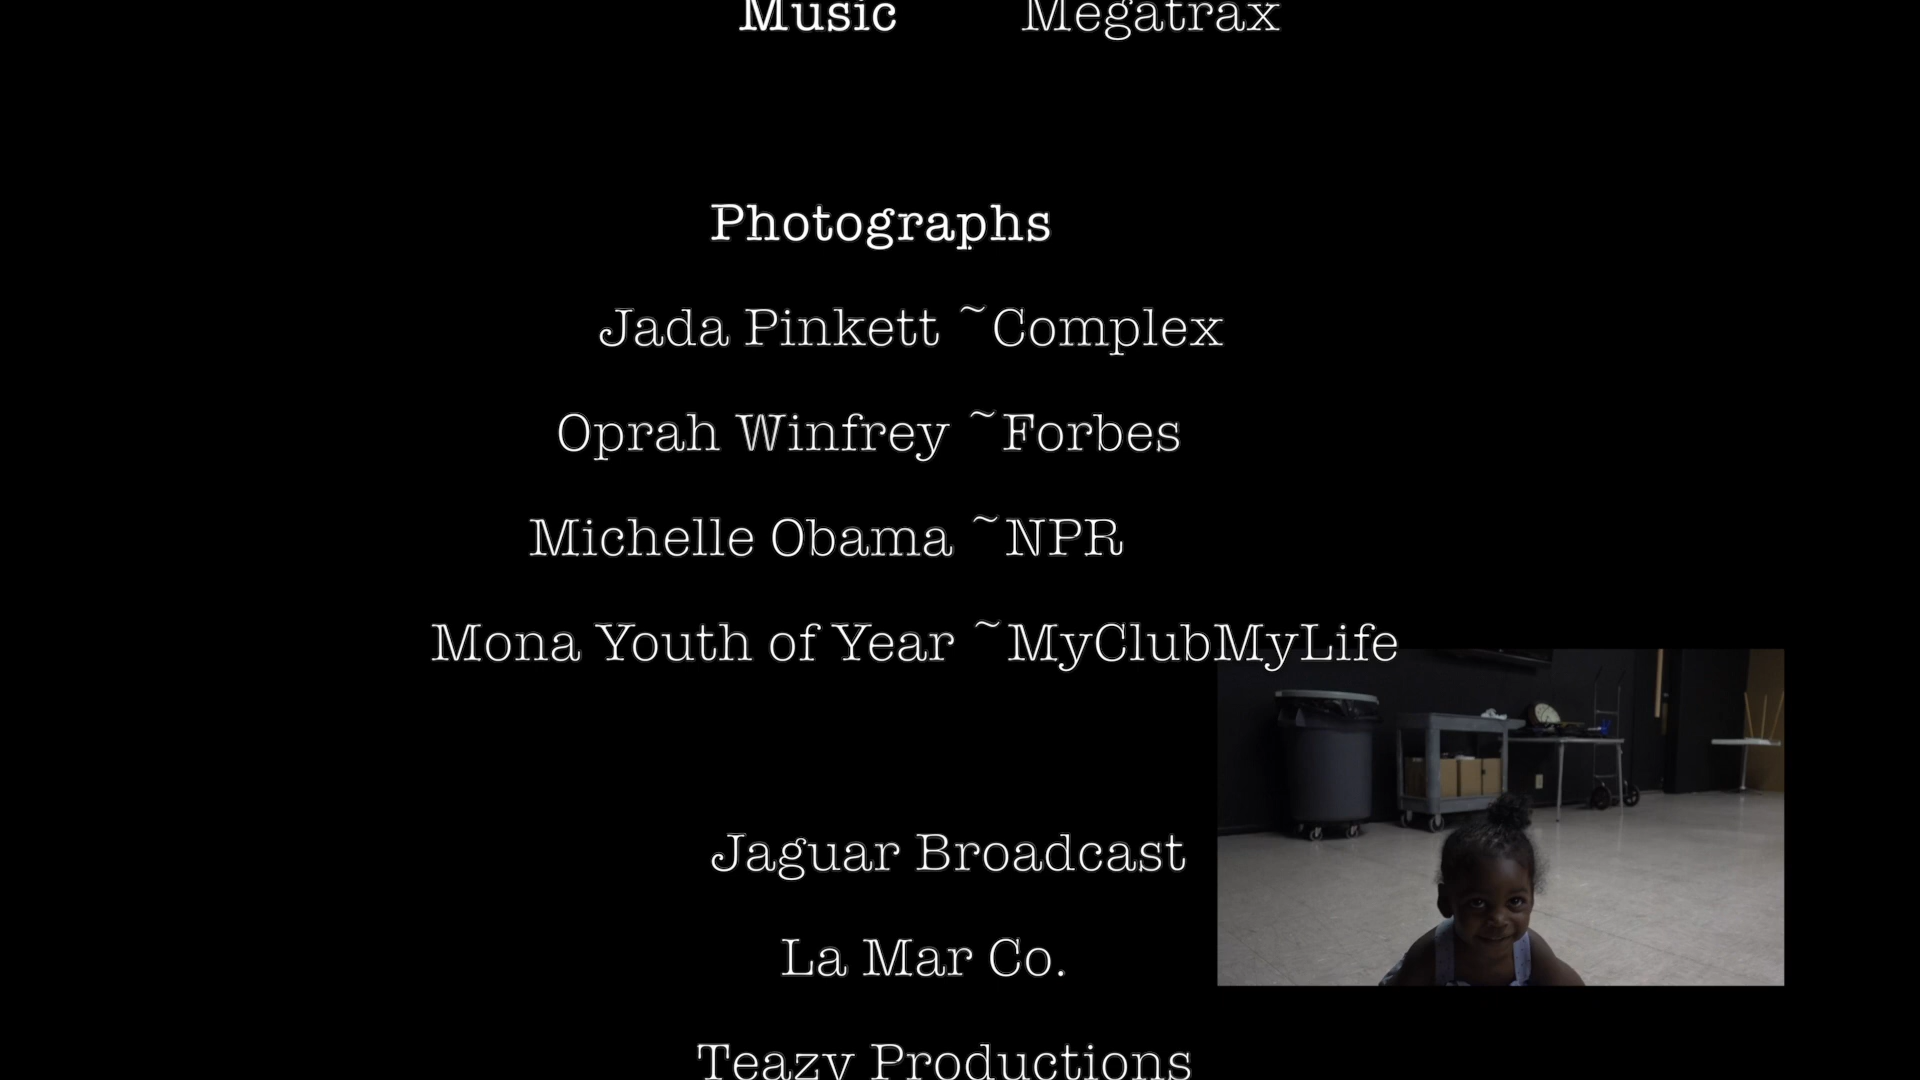 Music Megatrax
Photographs
Jada Pinkett ~Complex
Oprah Winfrey ~Forbes
Michelle Obama ~NPR
Mona Youth of Year ~MyClubMyLife
Jaguar Broadcast
La Mar Co.
Teazy Productions